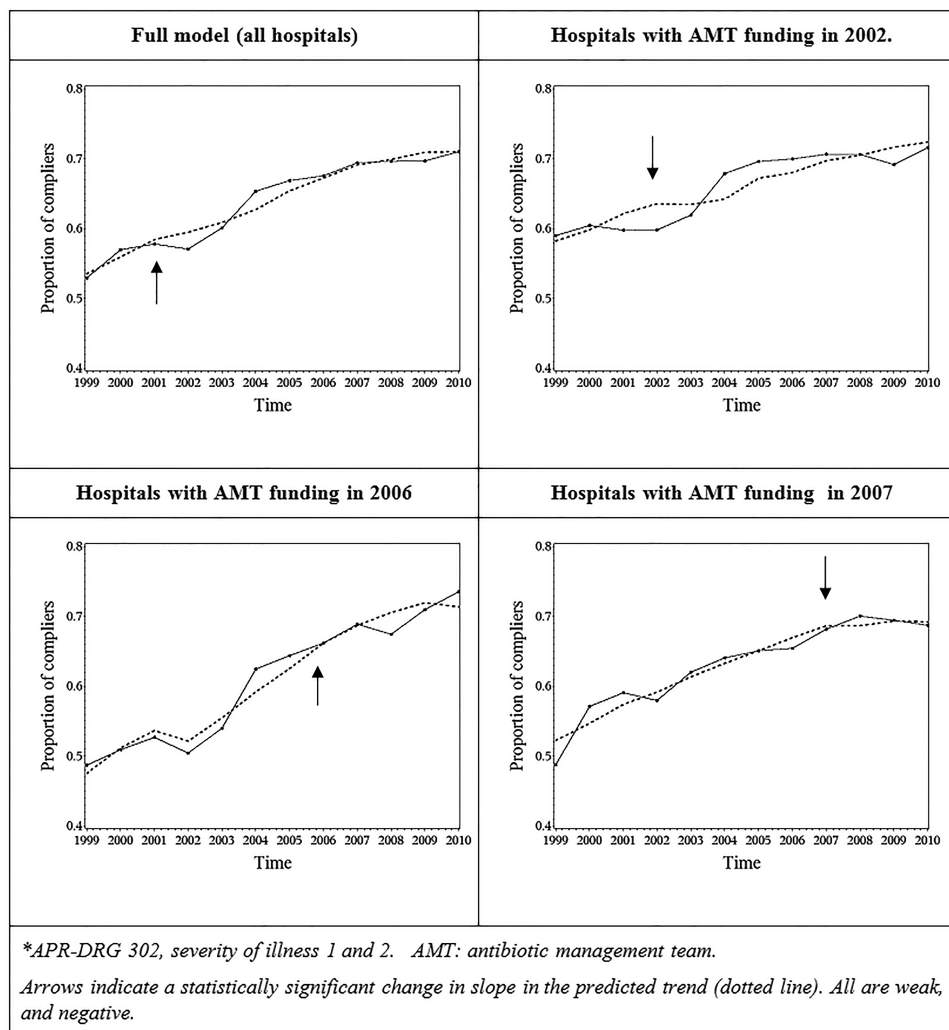 Full model (all hospitals)
Hospitals with AMT funding in 2002.
0.8
0.7
0.6
0.5
0.4
Proportion of compliers
1999 2000 2001 2002 2003 2004 2005 2006 2007 2008 2009 2010
Time
0.8
0.7
0.6
0.5
0.4
Proportion of compliers
1999 2000 2001 2002 2003 2004 2005 2006 2007 2008 2009 2010
Time
Hospitals with AMT funding in 2006
Hospitals with AMT funding in 2007
0.8
0.7
0.6
0.5
0.4
Proportion of compliers
1999 2000 2001 2002 2003 2004 2005 2006 2007 2008 2009 2010
Time
0.8
0.7
0.6
0.5
0.4
Proportion of compliers
1999 2000 2001 2002 2003 2004 2005 2006 2007 2008 2009 2010
Time
*APR-DRG 302, severity of illness 1 and 2. AMT: antibiotic management team.
Arrows indicate a statistically significant change in slope in the predicted trend (dotted line). All are weak,
and negative.